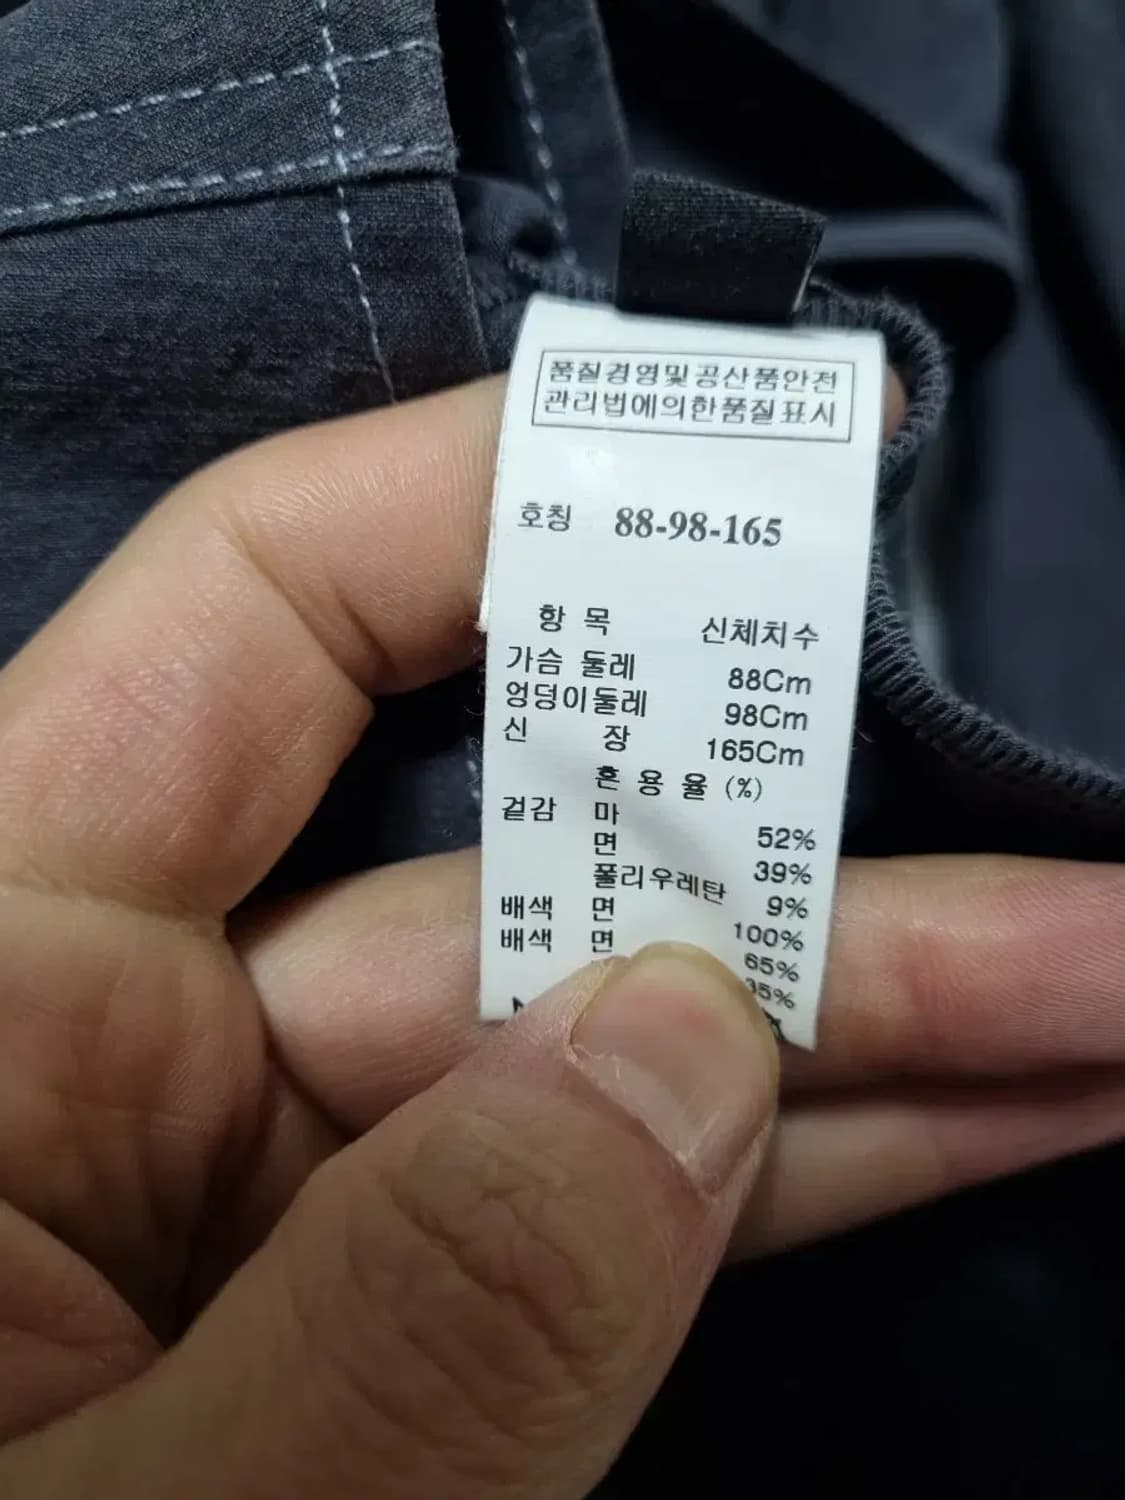 품질경영및공산품안전
관리법에의한품질표시
호칭 88-98-165
항 목 신체치수
가슴 둘레 88Cm
엉덩이둘레 98Cm
신 장 165Cm
혼 용 율 (%)
겉감 마 52%
면 39%
폴리우레탄 9%
배색 면 100%
배색 면 65%
35%